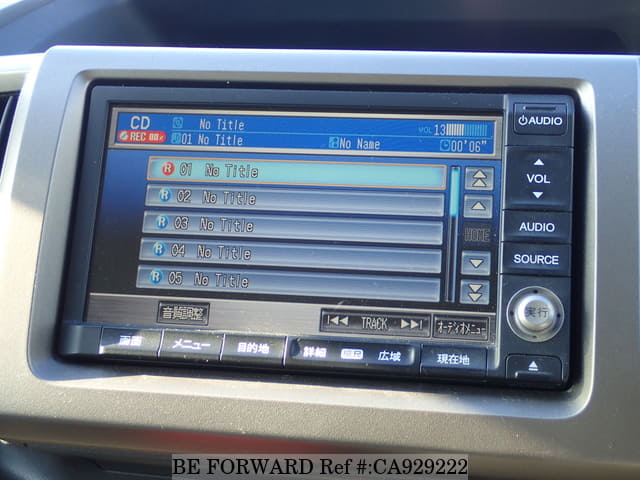 CD
No Title
VOL 13
REC
01 No Title
No Name
00'06"
R 01 No Title
R 02 No Title
R 03 No Title
R 04 No Title
R 05 No Title
HOME
音質調整
TRACK
オーディオメニュー
画面
メニュー
目的地
詳細
縮尺
広域
現在地
AUDIO
VOL
AUDIO
SOURCE
実行
BE FORWARD Ref #:CA929222